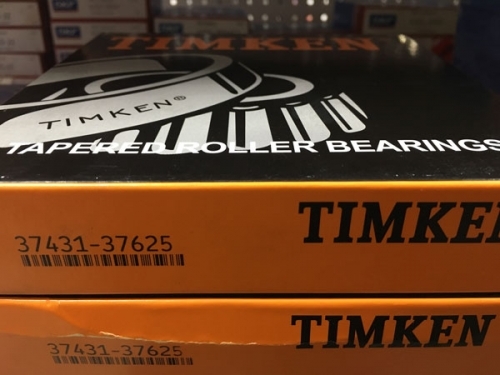 TIMKEN
TIMKEN®
TAPERED ROLLER BEARINGS
TIMKEN
37431-37625
TIMKEN
37431-37625